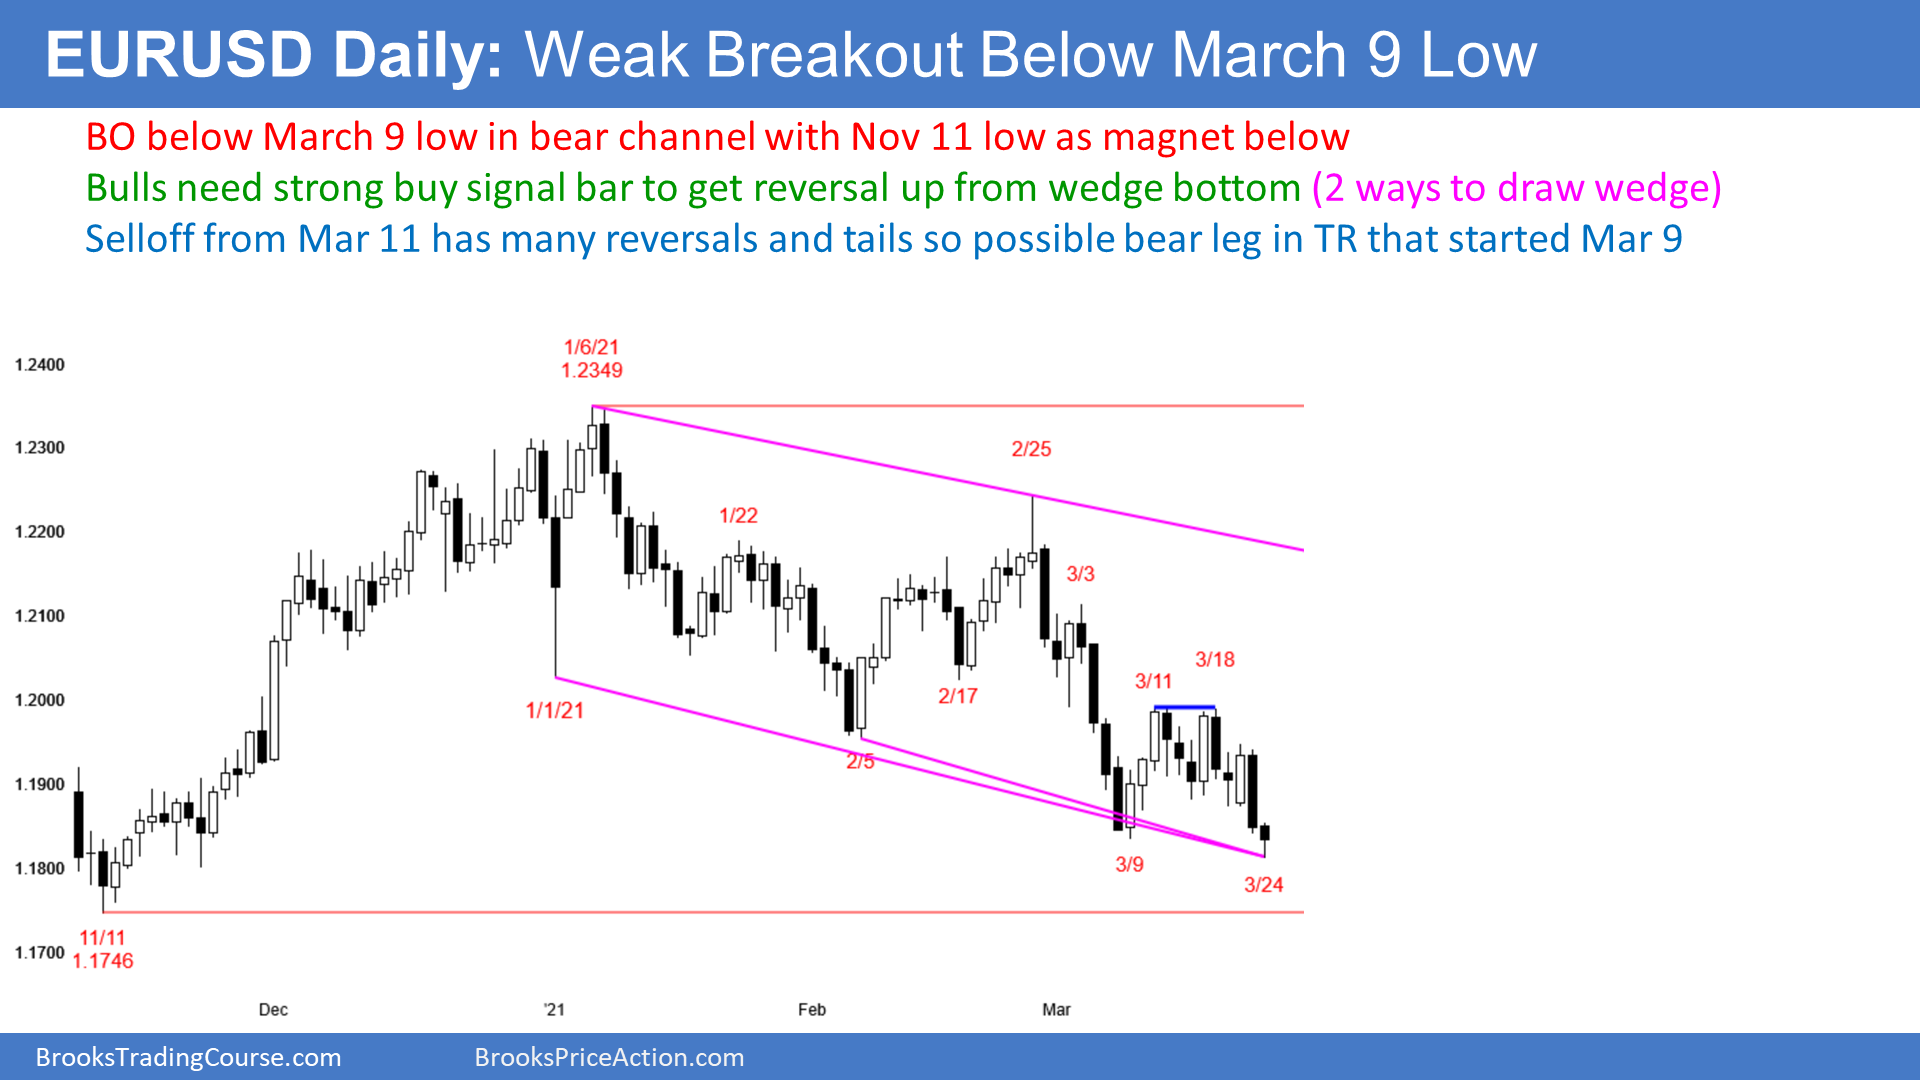 EURUSD Daily: Weak Breakout Below March 9 Low
BO below March 9 low in bear channel with Nov 11 low as magnet below
Bulls need strong buy signal bar to get reversal up from wedge bottom (2 ways to draw wedge)
Selloff from Mar 11 has many reversals and tails so possible bear leg in TR that started Mar 9
1/6/21
1.2349
1.2400
2/25
1.2300
1/22
1.2200
3/3
1.2100
3/18
3/11
2/17
1.2000
1/1/21
2/5
1.1900
3/9
1.1800
3/24
11/11
1.1746
1.1700
Dec
'21
Feb
Mar
BrooksTradingCourse.com
BrooksPriceAction.com